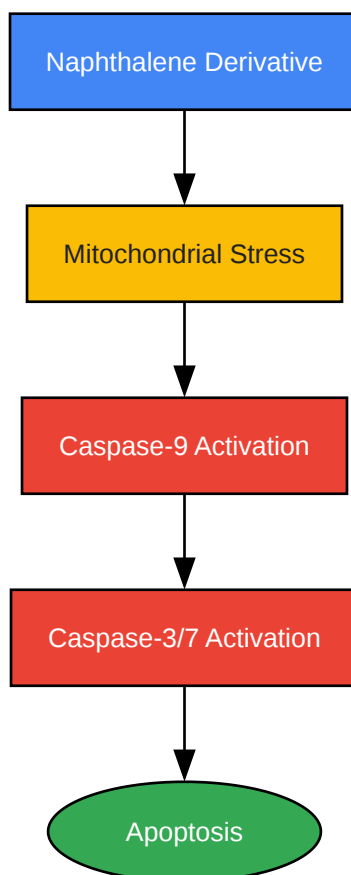 Naphthalene Derivative
Mitochondrial Stress
Caspase-9 Activation
Caspase-3/7 Activation
Apoptosis